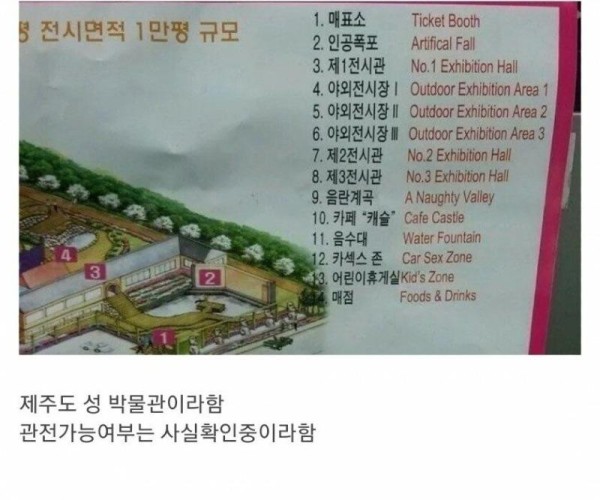 평 전시면적 1만평 규모
1. 매표소 Ticket Booth
2. 인공폭포 Artifical Fall
3. 제1전시관 No.1 Exhibition Hall
4. 야외전시장 Ⅰ Outdoor Exhibition Area 1
5. 야외전시장 Ⅱ Outdoor Exhibition Area 2
6. 야외전시장 Ⅲ Outdoor Exhibition Area 3
7. 제2전시관 No.2 Exhibition Hall
8. 제3전시관 No.3 Exhibition Hall
9. 음란계곡 A Naughty Valley
10. 카페 “캐슬” Cafe Castle
11. 음수대 Water Fountain
12. 카섹스 존 Car Sex Zone
13. 어린이휴게실 Kid's Zone
14. 매점 Foods & Drinks
4
3
2
1
제주도 성 박물관이라함
관전가능여부는 사실확인중이라함